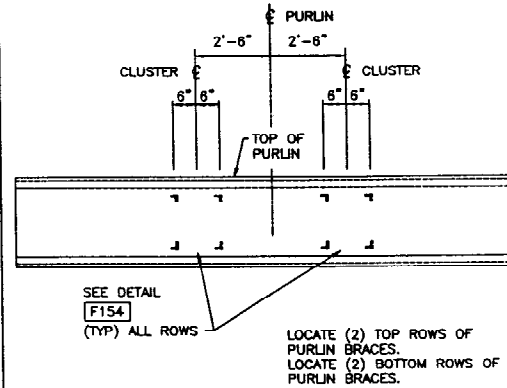 ℄ PURLIN
2'-6" 2'-6"
CLUSTER ℄ ℄ CLUSTER
6" 6" 6" 6"
TOP OF
PURLIN
SEE DETAIL
F154
(TYP) ALL ROWS
LOCATE (2) TOP ROWS OF
PURLIN BRACES.
LOCATE (2) BOTTOM ROWS OF
PURLIN BRACES.